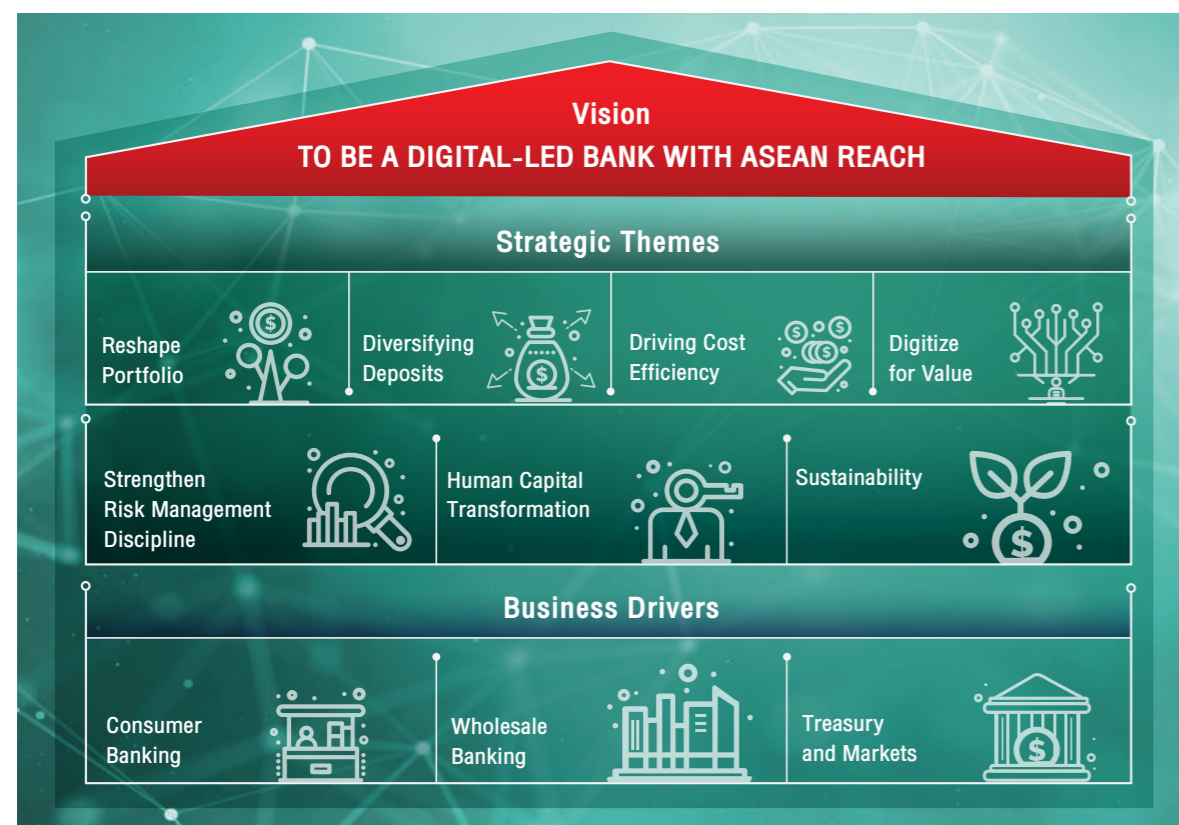 Vision
TO BE A DIGITAL-LED BANK WITH ASEAN REACH
Strategic Themes
Reshape
Portfolio
Diversifying
Deposits
Driving Cost
Efficiency
Digitize
for Value
Strengthen
Risk Management
Discipline
Human Capital
Transformation
Sustainability
Business Drivers
Consumer
Banking
Wholesale
Banking
Treasury
and Markets